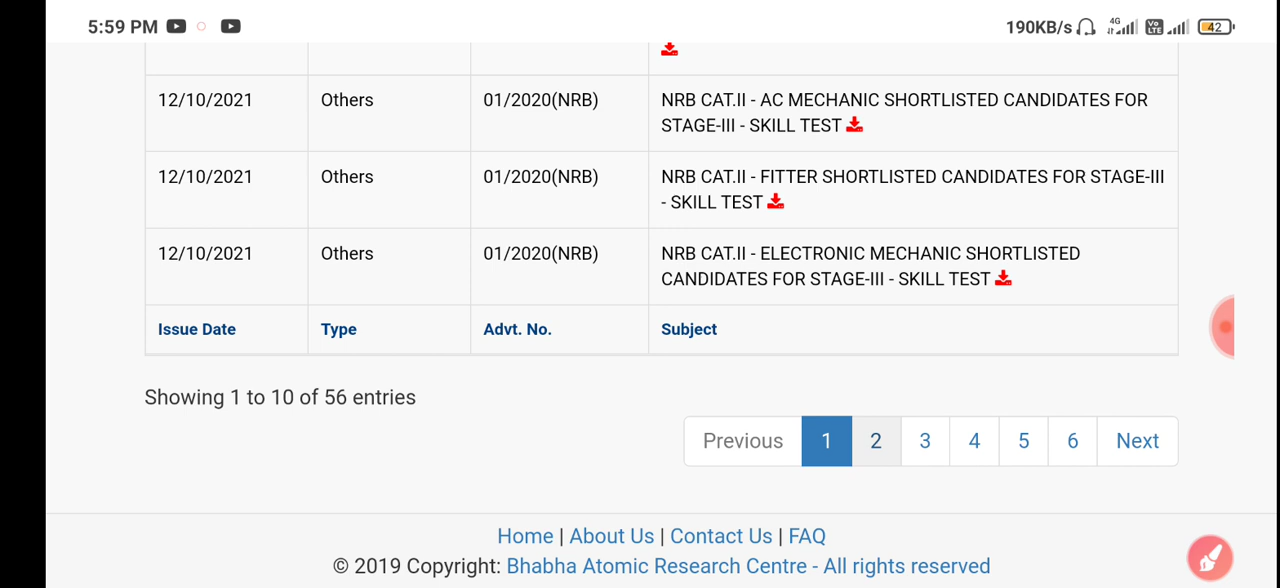 5:59 PM 190KB/s 4G Vo LTE 42
12/10/2021 Others 01/2020(NRB) NRB CAT.II - AC MECHANIC SHORTLISTED CANDIDATES FOR
STAGE-III - SKILL TEST
12/10/2021 Others 01/2020(NRB) NRB CAT.II - FITTER SHORTLISTED CANDIDATES FOR STAGE-III
- SKILL TEST
12/10/2021 Others 01/2020(NRB) NRB CAT.II - ELECTRONIC MECHANIC SHORTLISTED
CANDIDATES FOR STAGE-III - SKILL TEST
Issue Date Type Advt. No. Subject
Showing 1 to 10 of 56 entries
Previous 1 2 3 4 5 6 Next
Home | About Us | Contact Us | FAQ
© 2019 Copyright: Bhabha Atomic Research Centre - All rights reserved